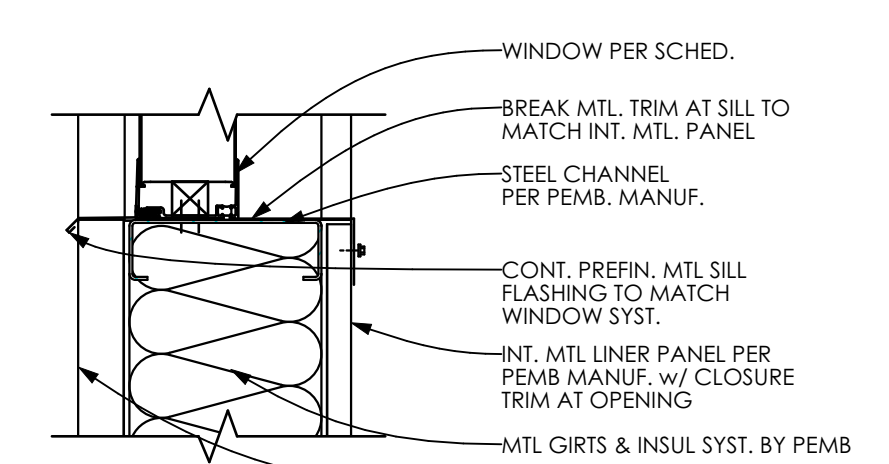 WINDOW PER SCHED.
BREAK MTL. TRIM AT SILL TO
MATCH INT. MTL. PANEL
STEEL CHANNEL
PER PEMB. MANUF.
CONT. PREFIN. MTL SILL
FLASHING TO MATCH
WINDOW SYST.
INT. MTL LINER PANEL PER
PEMB MANUF. w/ CLOSURE
TRIM AT OPENING
MTL GIRTS & INSUL SYST. BY PEMB